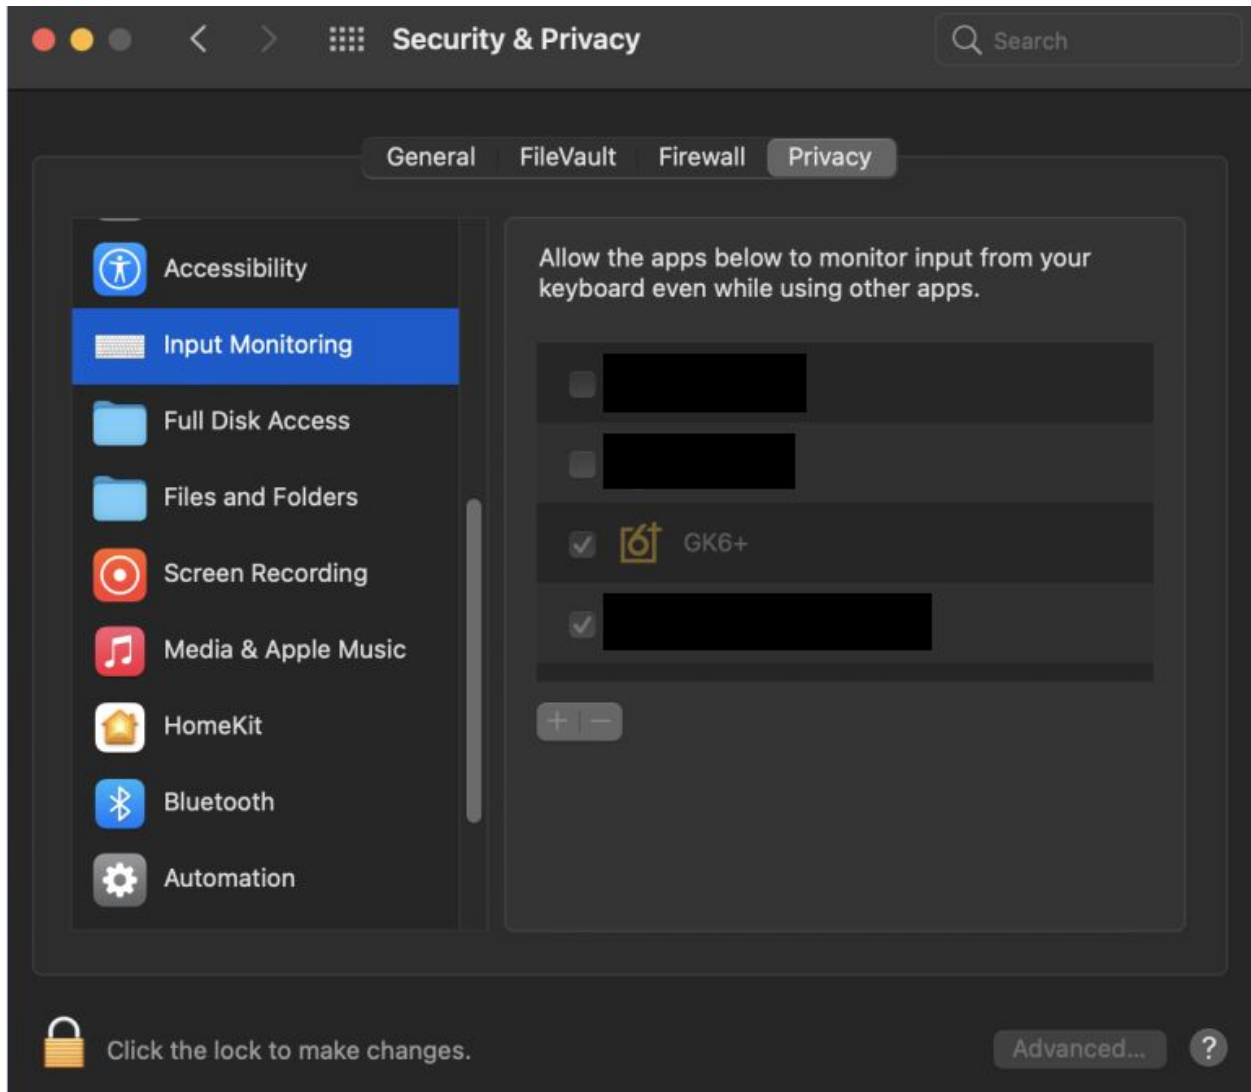 Security & Privacy
Search
General
FileVault
Firewall
Privacy
Accessibility
Input Monitoring
Full Disk Access
Files and Folders
Screen Recording
Media & Apple Music
HomeKit
Bluetooth
Automation
Allow the apps below to monitor input from your
keyboard even while using other apps.
GK6+
Click the lock to make changes.
Advanced...
?